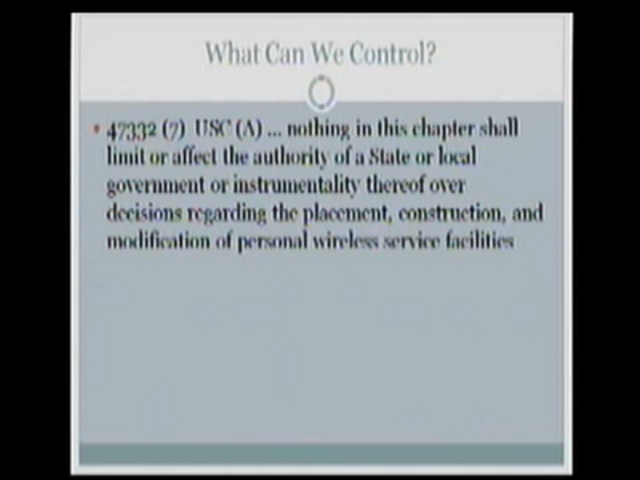 What Can We Control?
• 47332 (7) USC (A) ... nothing in this chapter shall
limit or affect the authority of a State or local
government or instrumentality thereof over
decisions regarding the placement, construction, and
modification of personal wireless service facilities